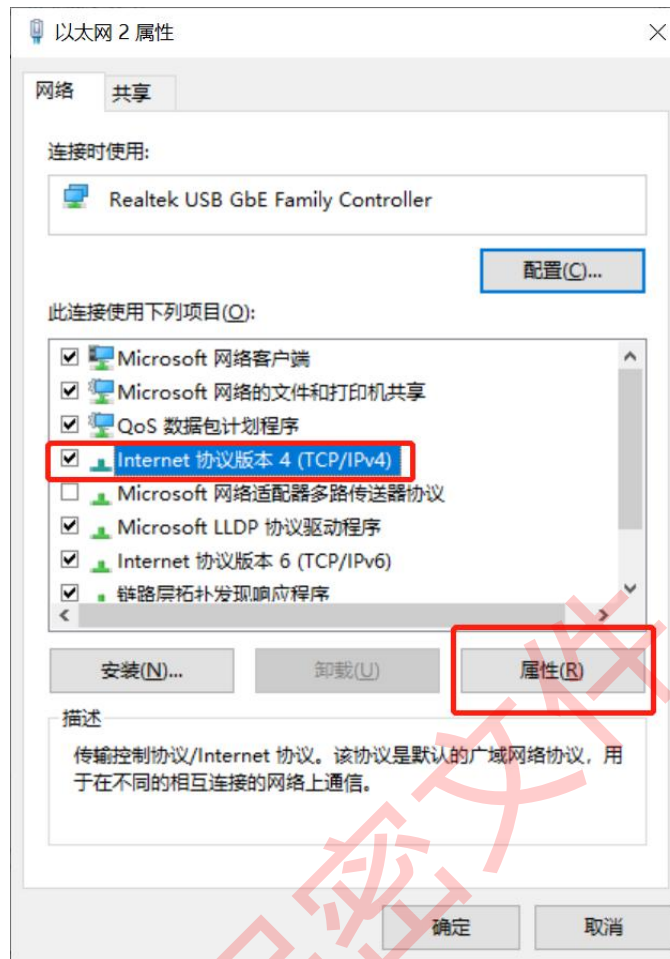 以太网 2 属性
网络 共享
连接时使用:
Realtek USB GbE Family Controller
配置(C)...
此连接使用下列项目(O):
Microsoft 网络客户端
Microsoft 网络的文件和打印机共享
QoS 数据包计划程序
Internet 协议版本 4 (TCP/IPv4)
Microsoft 网络适配器多路传送器协议
Microsoft LLDP 协议驱动程序
Internet 协议版本 6 (TCP/IPv6)
链路层拓扑发现响应程序
安装(N)... 卸载(U) 属性(R)
描述
传输控制协议/Internet 协议。该协议是默认的广域网络协议，用
于在不同的相互连接的网络上通信。
确定 取消
密文件